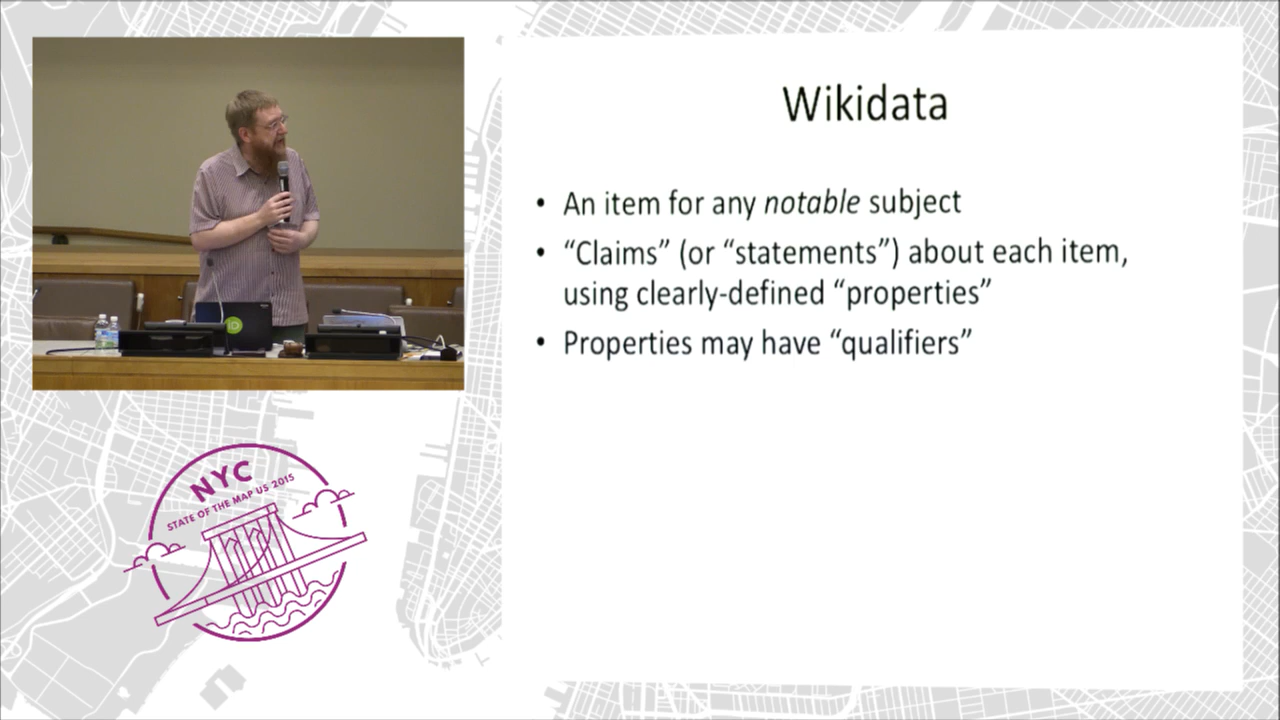 Wikidata
• An item for any notable subject
• “Claims” (or “statements”) about each item,
using clearly-defined “properties”
• Properties may have “qualifiers”
iD
NYC
STATE OF THE MAP US 2015